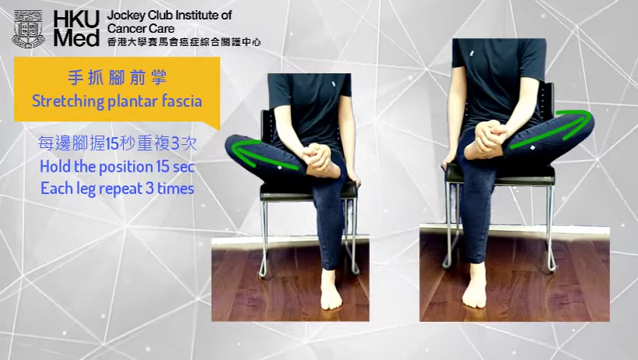 HKU
Med
Jockey Club Institute of
Cancer Care
香港大學賽馬會癌症綜合關護中心
手抓腳前掌
Stretching plantar fascia
每邊腳握15秒重複3次
Hold the position 15 sec
Each leg repeat 3 times